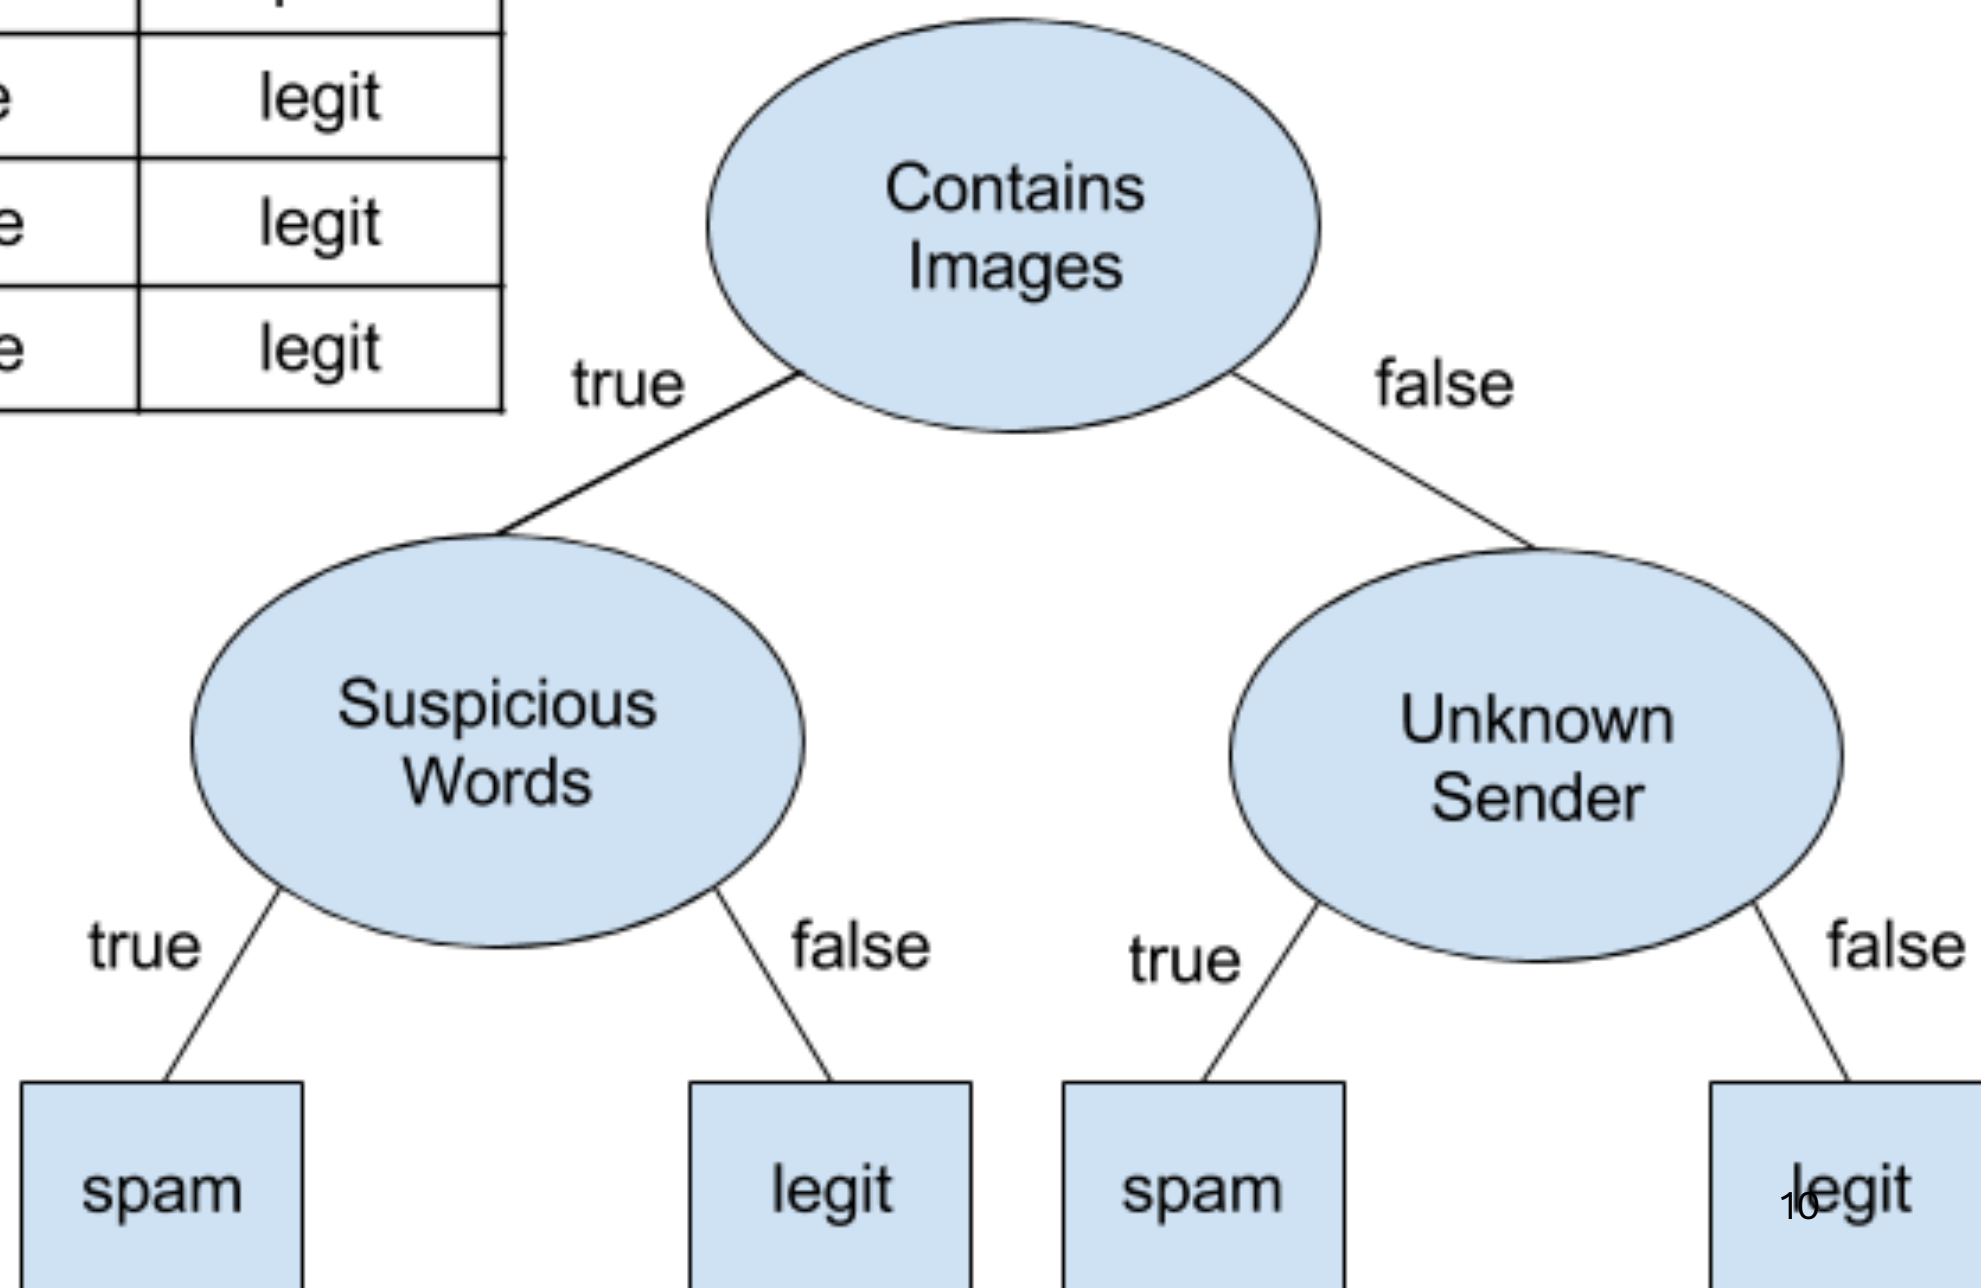 legit
legit
legit
Contains
Images
true
false
Suspicious
Words
Unknown
Sender
true
false
true
false
spam
legit
spam
legit
10